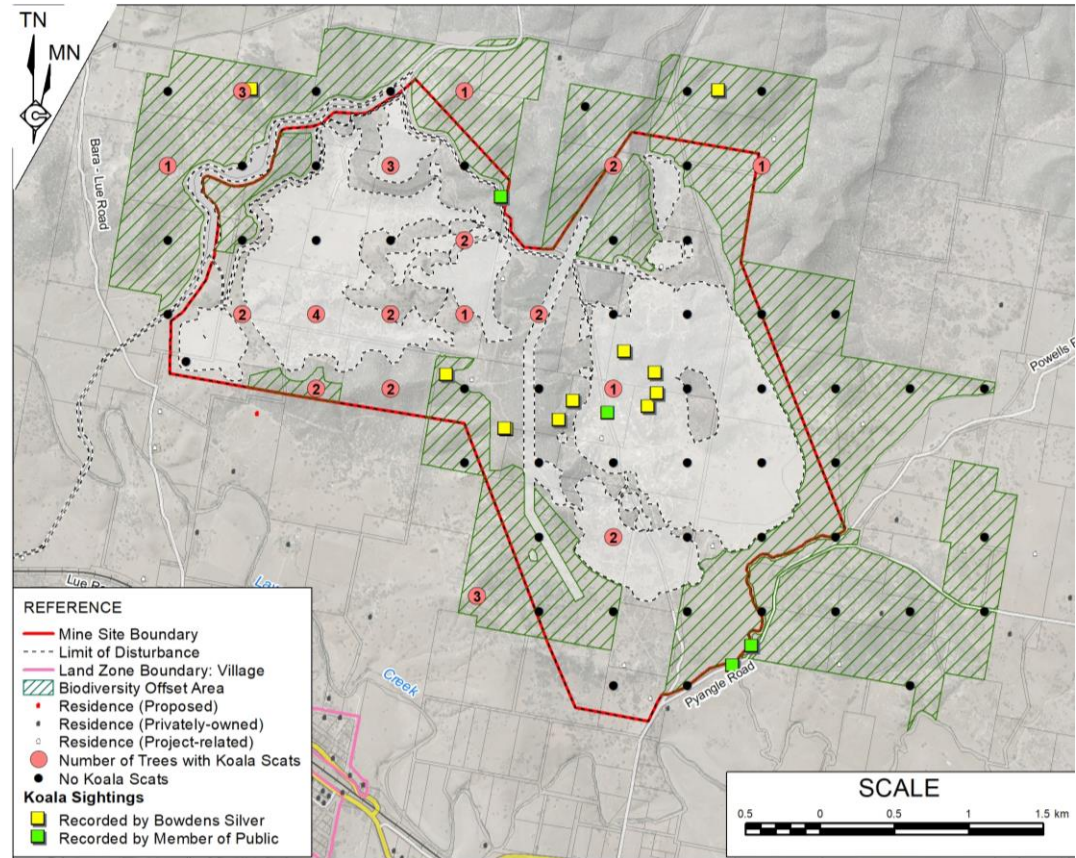 TN
MN
Bara - Lue Road
3
1
1
3
2
1
2
2
4
2
1
2
2
2
1
2
3
Powells R
Lue Ro
Law
Creek
Pyangle Road
REFERENCE
Mine Site Boundary
Limit of Disturbance
Land Zone Boundary: Village
Biodiversity Offset Area
Residence (Proposed)
Residence (Privately-owned)
Residence (Project-related)
Number of Trees with Koala Scats
No Koala Scats
Koala Sightings
Recorded by Bowdens Silver
Recorded by Member of Public
SCALE
0.5 0 0.5 1 1.5 km